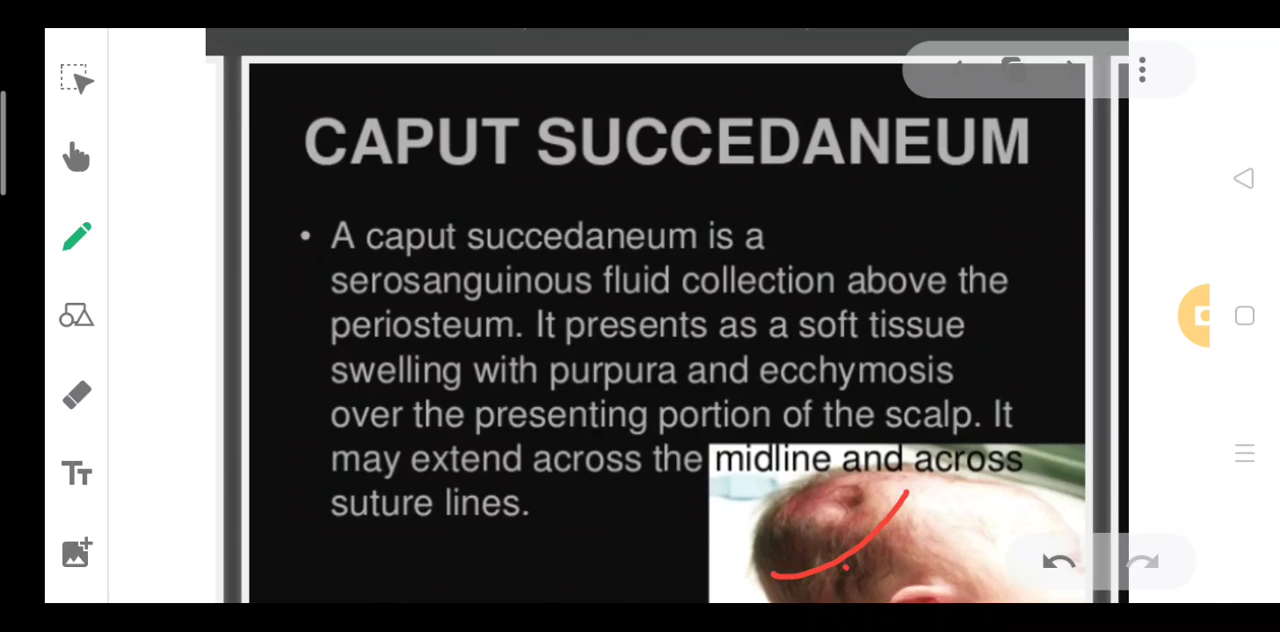 CAPUT SUCCEDANEUM
• A caput succedaneum is a
serosanguinous fluid collection above the
periosteum. It presents as a soft tissue
swelling with purpura and ecchymosis
over the presenting portion of the scalp. It
may extend across the midline and across
suture lines.
TT